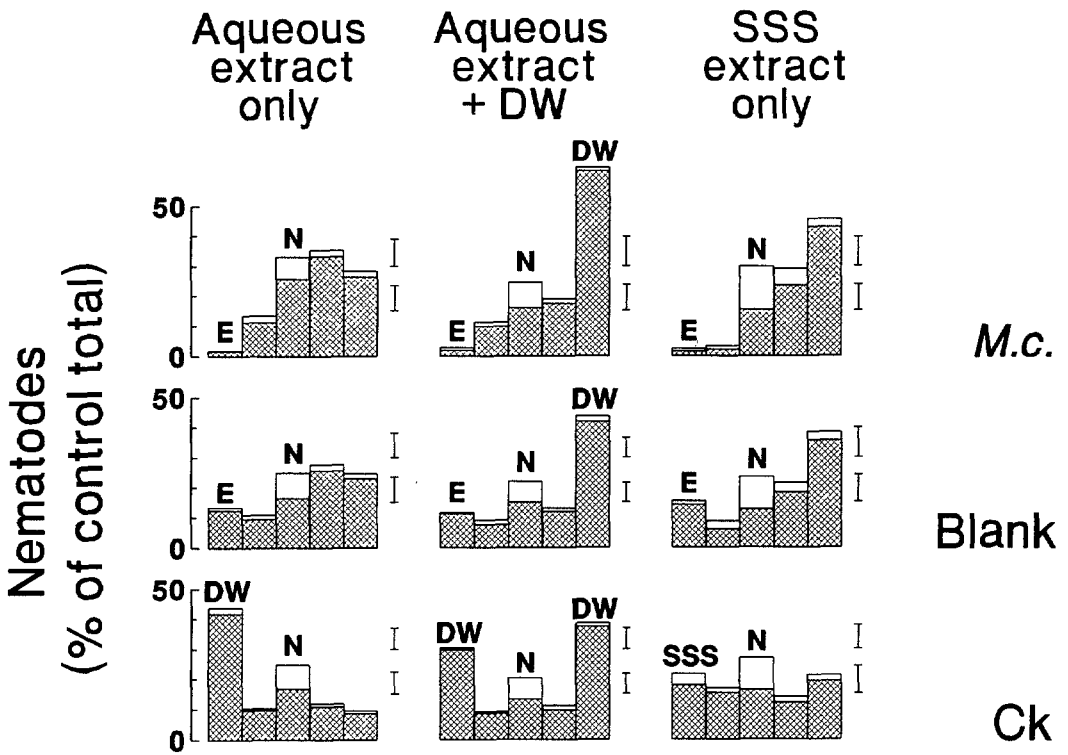 Aqueous extract only
Aqueous extract + DW
SSS extract only
Nematodes
(% of control total)
50
0
E
N
E
N
DW
E
N
M.c.
50
0
E
N
E
N
DW
E
N
Blank
50
0
DW
N
DW
N
DW
SSS
N
Ck